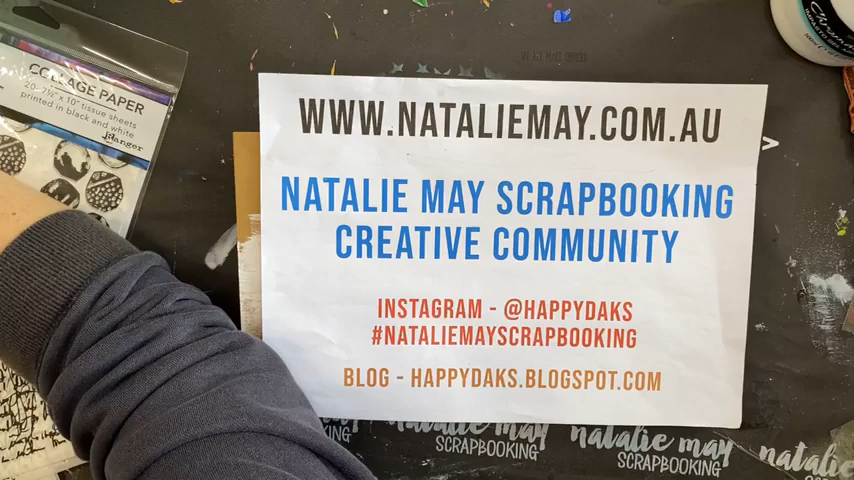 COLLAGE PAPER
20- 7½" x 10" tissue sheets
printed in black and white
Ranger
WWW.NATALIEMAY.COM.AU
NATALIE MAY SCRAPBOOKING
CREATIVE COMMUNITY
INSTAGRAM - @HAPPYDAKS
#NATALIEMAYSCRAPBOOKING
BLOG - HAPPYDAKS.BLOGSPOT.COM
natalie may
SCRAPBOOKING
natalie may
SCRAPBOOKING
natalie